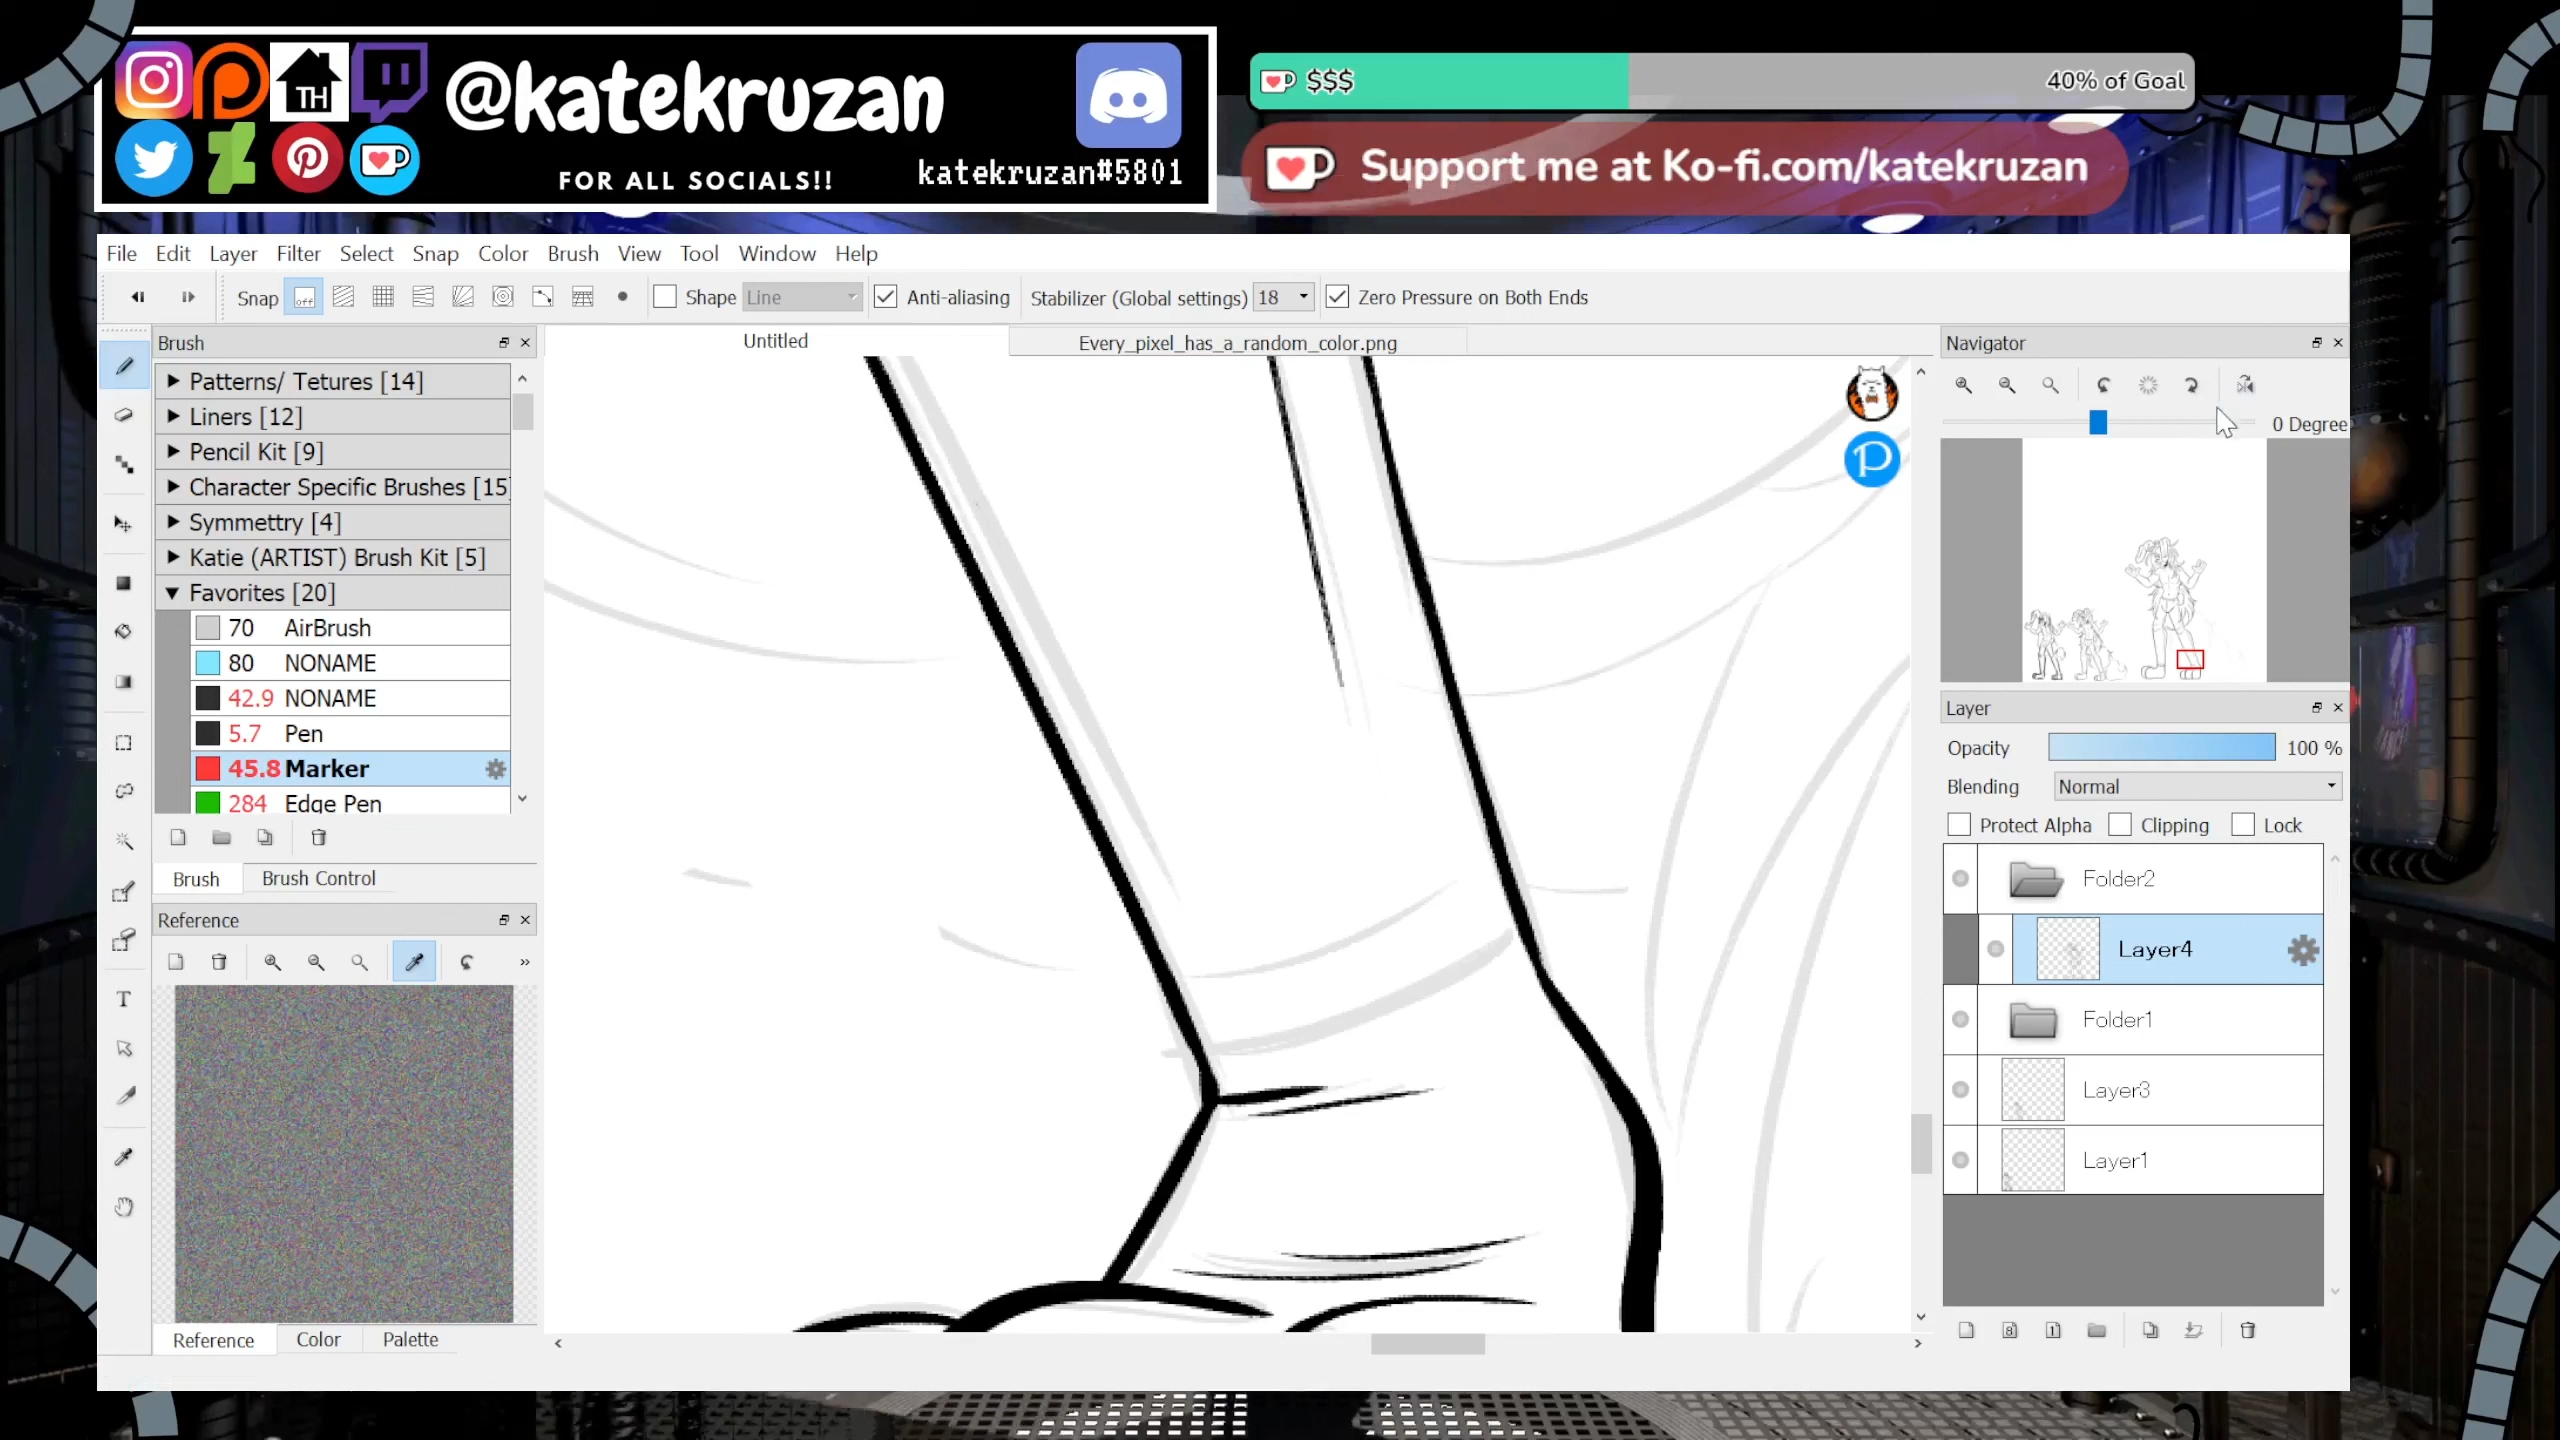 TH
@katekruzan
FOR ALL SOCIALS!!
katekruzan#5801
$$$
40% of Goal
Support me at Ko-fi.com/katekruzan
File Edit Layer Filter Select Snap Color Brush View Tool Window Help
Snap off Shape Line Anti-aliasing Stabilizer (Global settings) 18 Zero Pressure on Both Ends
Brush
Untitled
Every_pixel_has_a_random_color.png
Navigator
0 Degree
Patterns/ Tetures [14]
Liners [12]
Pencil Kit [9]
Character Specific Brushes [15]
Symmettry [4]
Katie (ARTIST) Brush Kit [5]
Favorites [20]
70 AirBrush
80 NONAME
42.9 NONAME
5.7 Pen
45.8 Marker
284 Edge Pen
Brush
Brush Control
Reference
Reference
Color
Palette
Layer
Opacity 100 %
Blending Normal
Protect Alpha Clipping Lock
Folder2
Layer4
Folder1
Layer3
Layer1